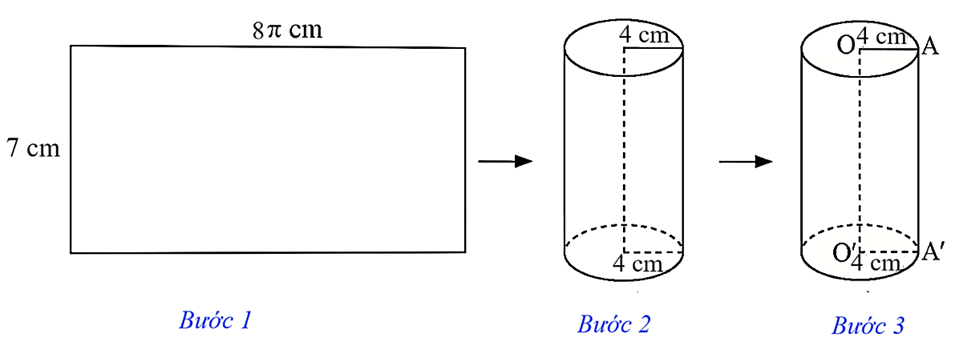 8π cm
7 cm
4 cm
4 cm
O 4 cm A
O' 4 cm A'
Bước 1
Bước 2
Bước 3